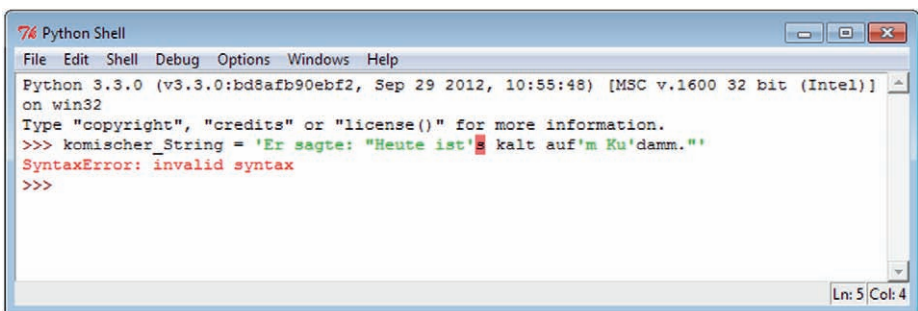 Python Shell
File Edit Shell Debug Options Windows Help
Python 3.3.0 (v3.3.0:bd8afb90ebf2, Sep 29 2012, 10:55:48) [MSC v.1600 32 bit (Intel)]
on win32
Type "copyright", "credits" or "license()" for more information.
>>> komischer_String = 'Er sagte: "Heute ist's kalt auf'm Ku'damm."'
SyntaxError: invalid syntax
>>>
Ln: 5 Col: 4